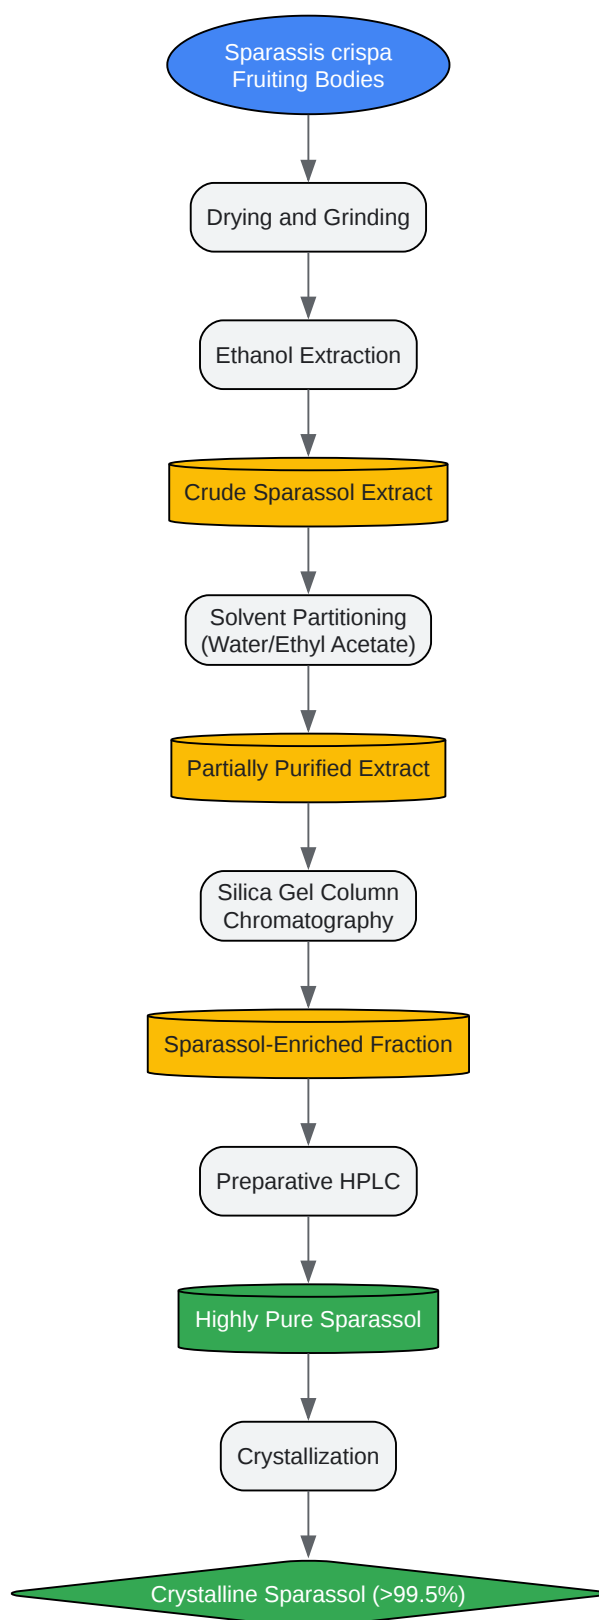 Sparassis crispa
Fruiting Bodies
Drying and Grinding
Ethanol Extraction
Crude Sparassol Extract
Solvent Partitioning
(Water/Ethyl Acetate)
Partially Purified Extract
Silica Gel Column
Chromatography
Sparassol-Enriched Fraction
Preparative HPLC
Highly Pure Sparassol
Crystallization
Crystalline Sparassol (>99.5%)